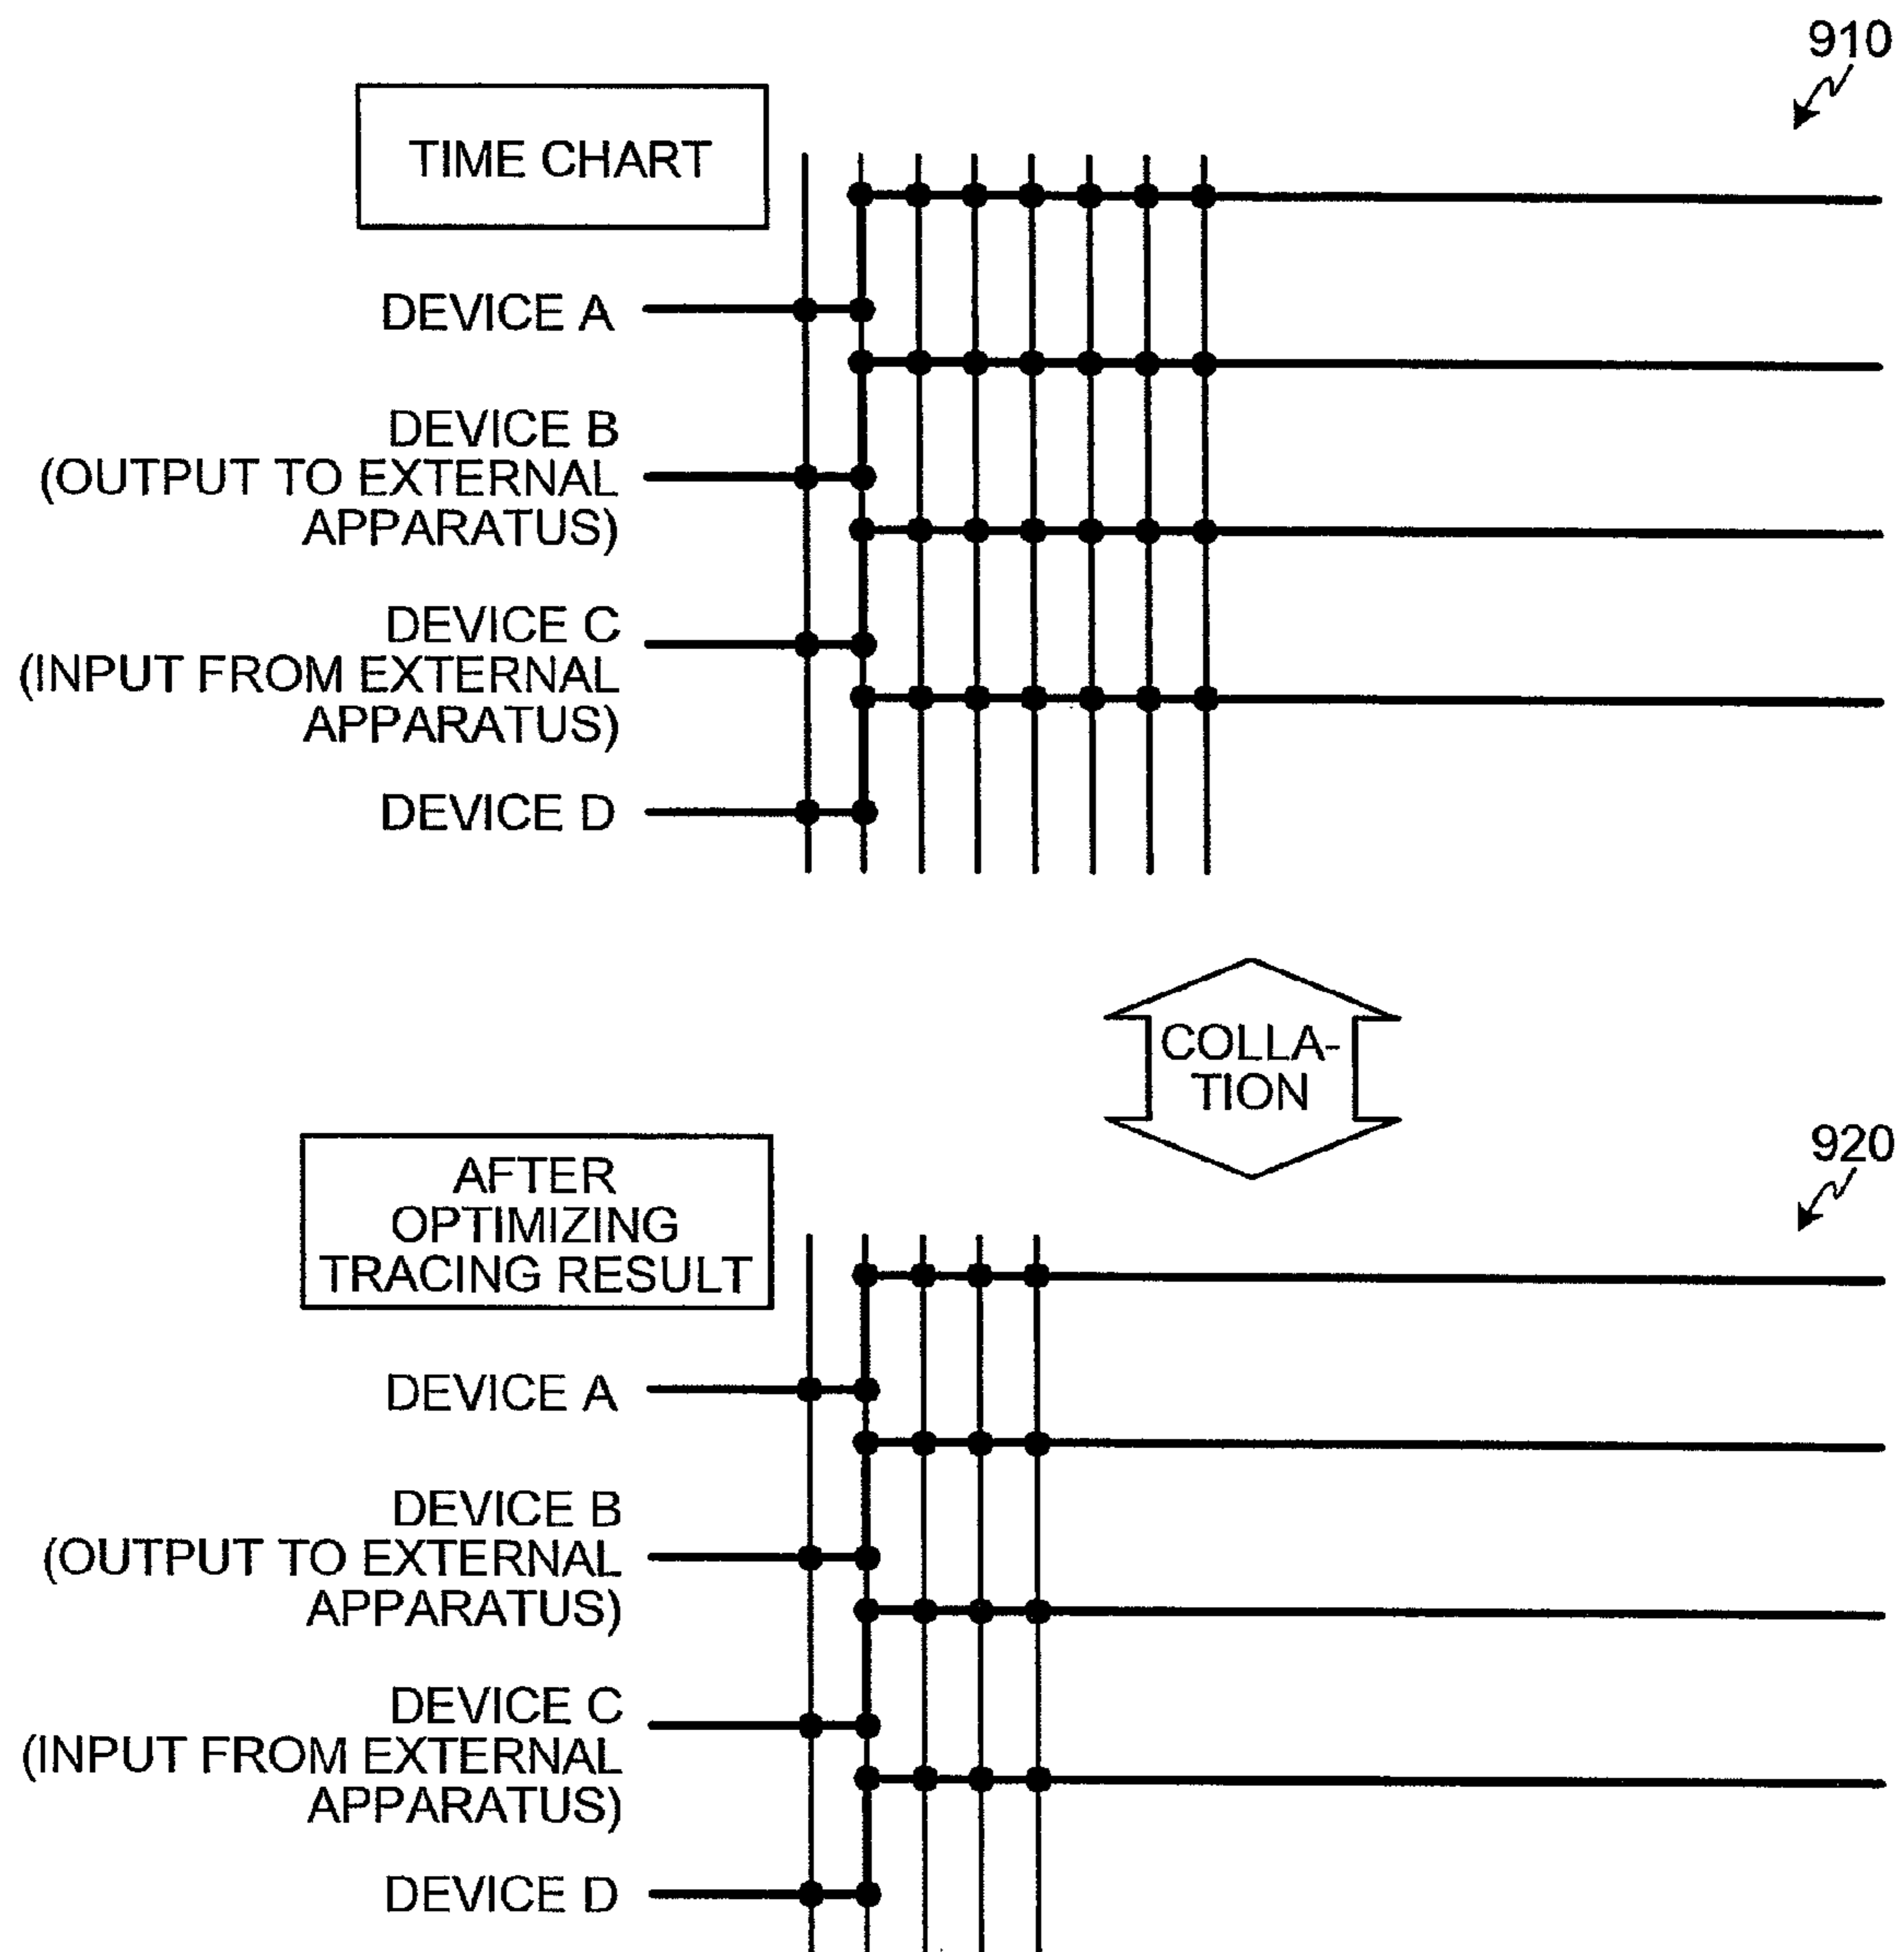 910
TIME CHART
DEVICE A
DEVICE B
(OUTPUT TO EXTERNAL
APPARATUS)
DEVICE C
(INPUT FROM EXTERNAL
APPARATUS)
DEVICE D
COLLA-
TION
920
AFTER
OPTIMIZING
TRACING RESULT
DEVICE A
DEVICE B
(OUTPUT TO EXTERNAL
APPARATUS)
DEVICE C
(INPUT FROM EXTERNAL
APPARATUS)
DEVICE D